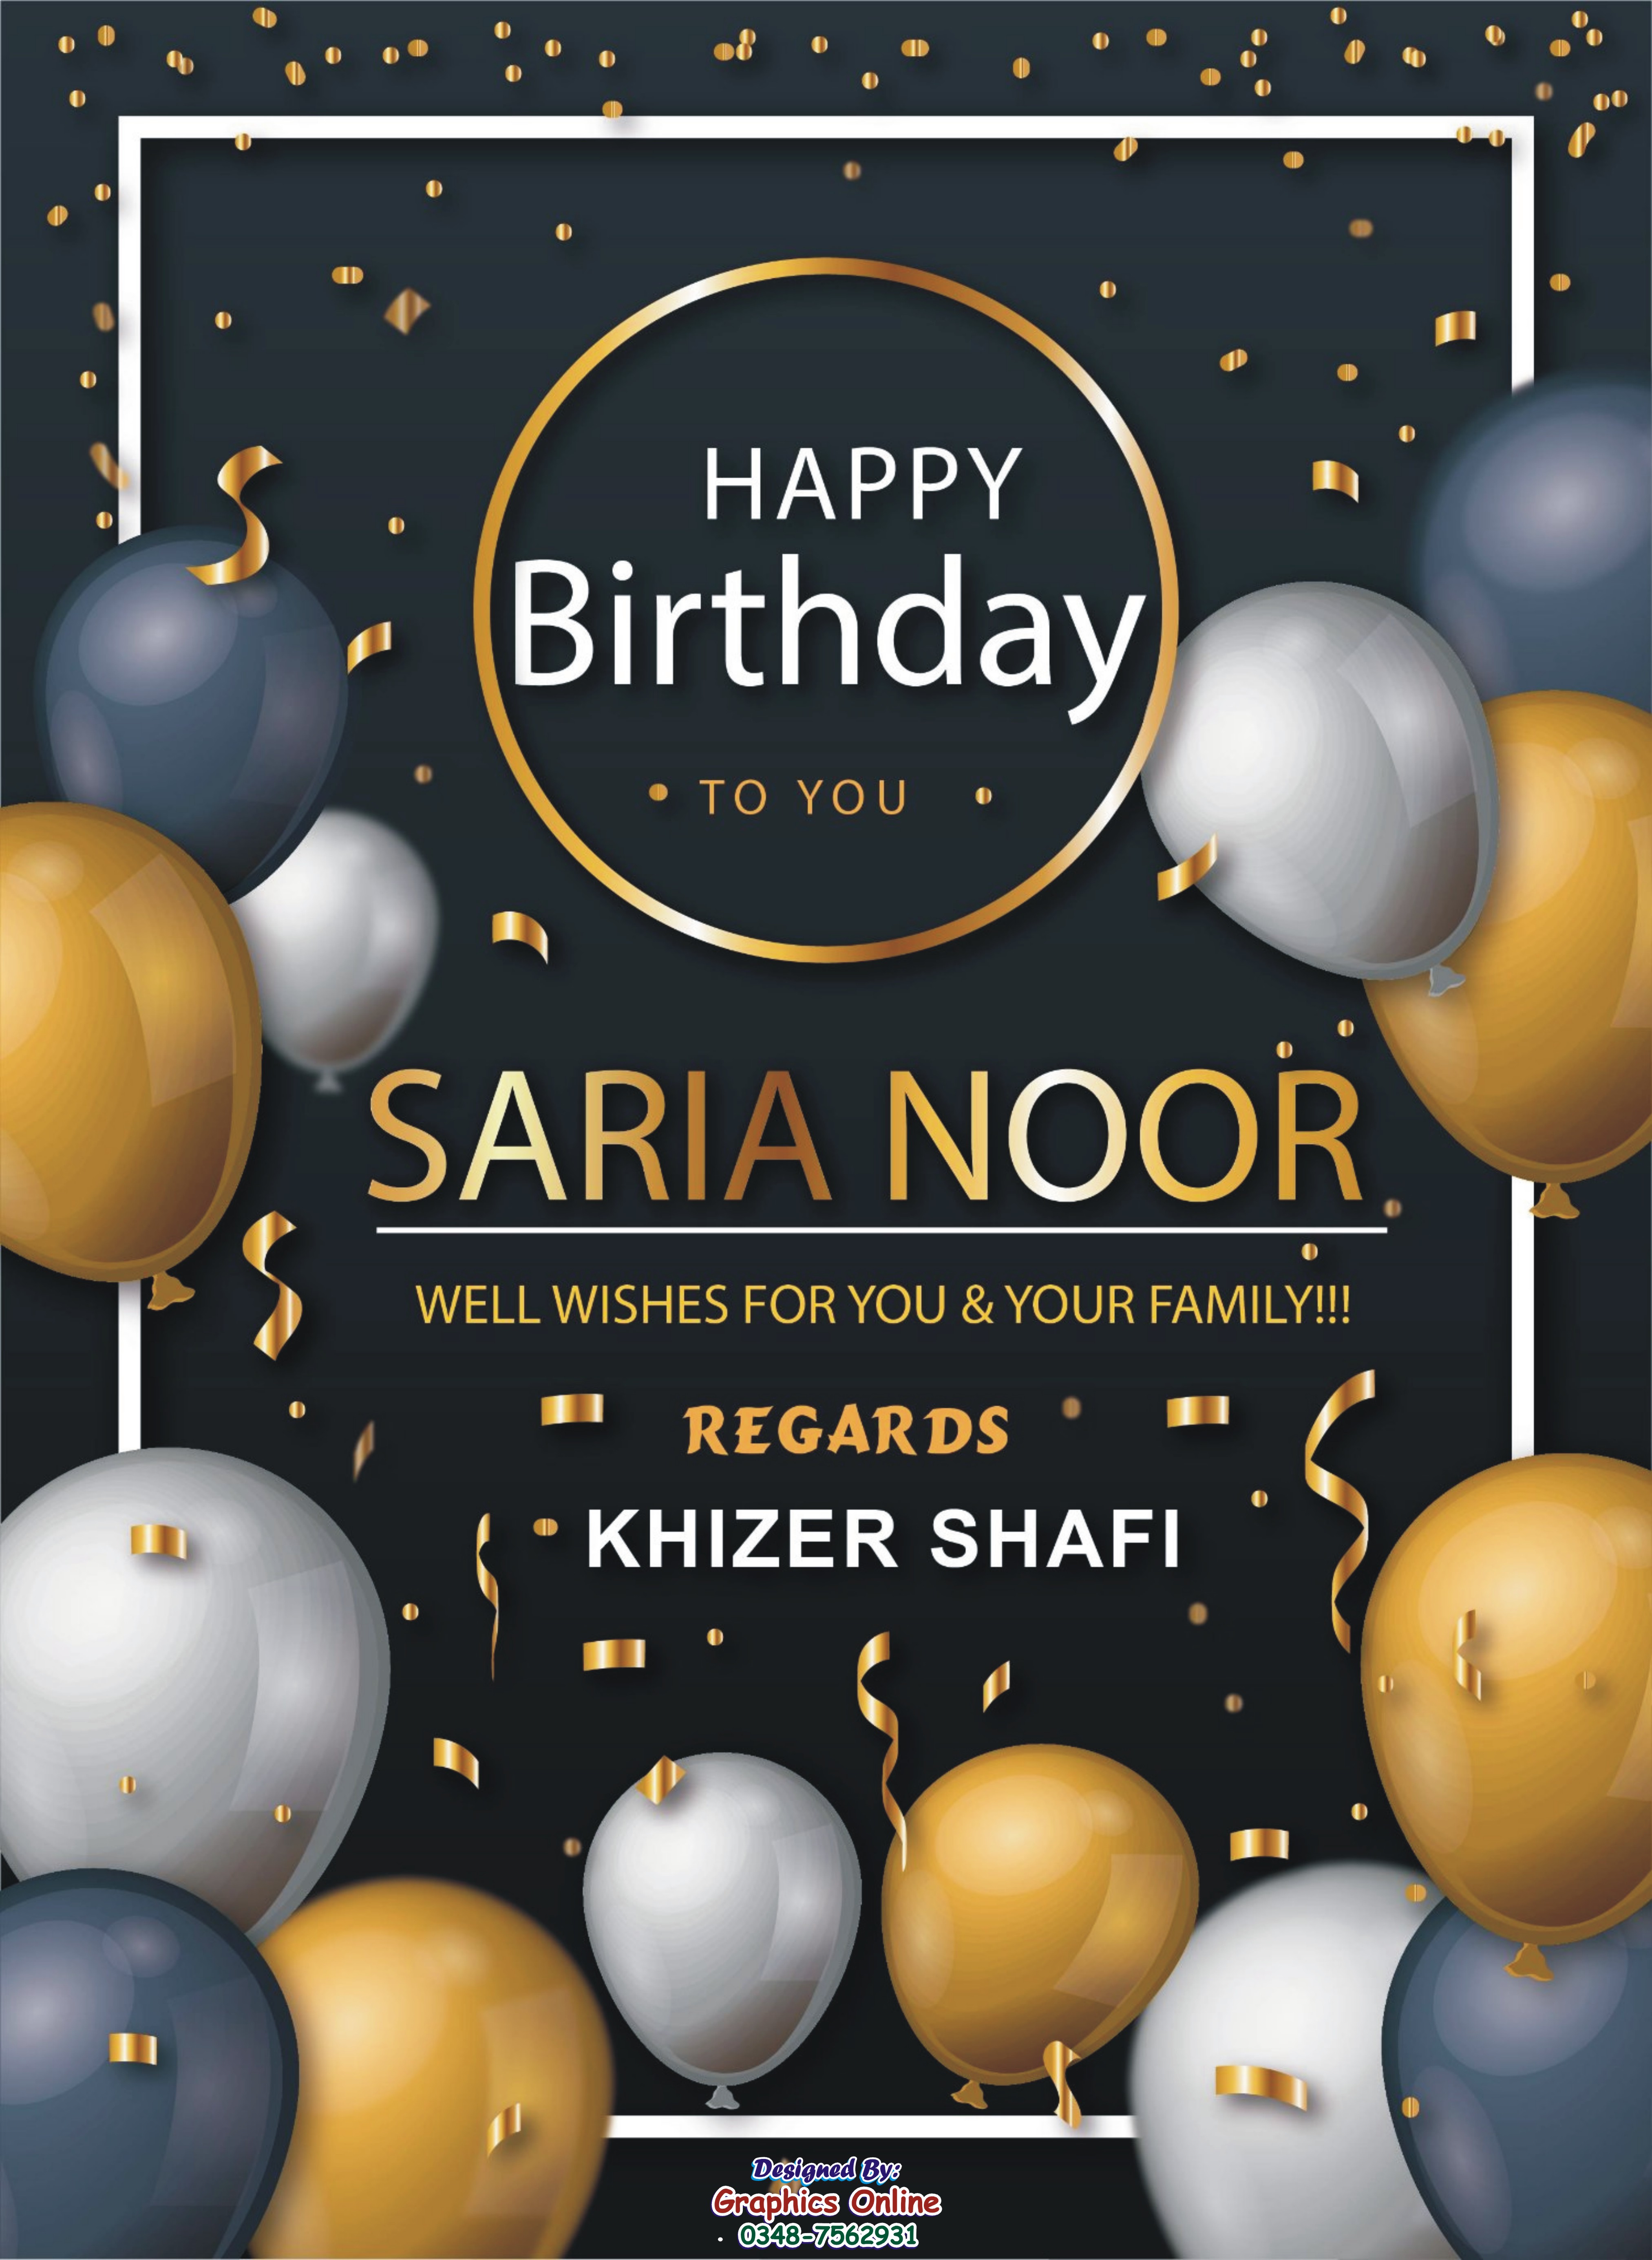 HAPPY
Birthday
• TO YOU •
SARIA NOOR
WELL WISHES FOR YOU & YOUR FAMILY!!!
REGARDS
KHIZER SHAFI
Designed By:
Graphics Online
. 0348-7562931